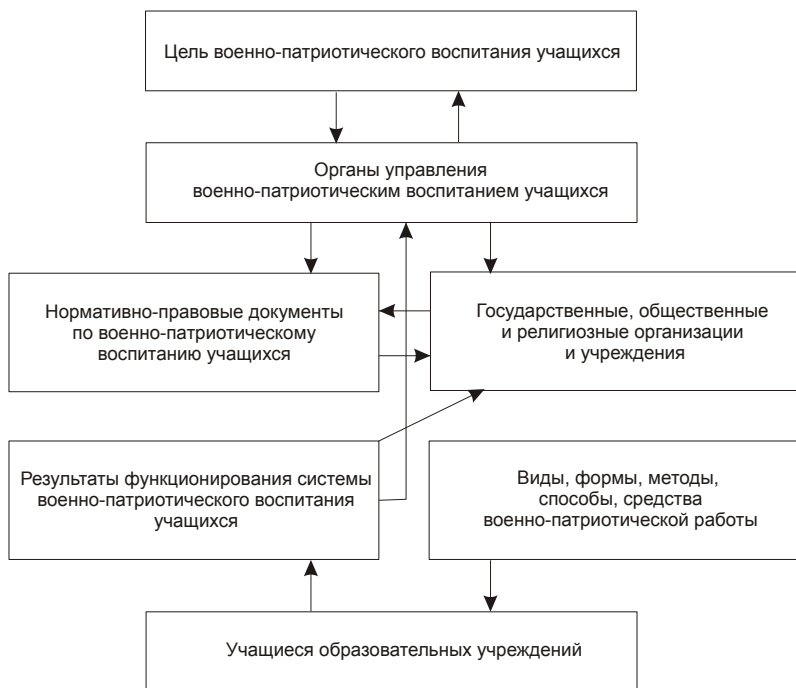 Цель военно-патриотического воспитания учащихся
Органы управления
военно-патриотическим воспитанием учащихся
Нормативно-правовые документы
по военно-патриотическому
воспитанию учащихся
Государственные, общественные
и религиозные организации
и учреждения
Результаты функционирования системы
военно-патриотического воспитания
учащихся
Виды, формы, методы,
способы, средства
военно-патриотической работы
Учащиеся образовательных учреждений